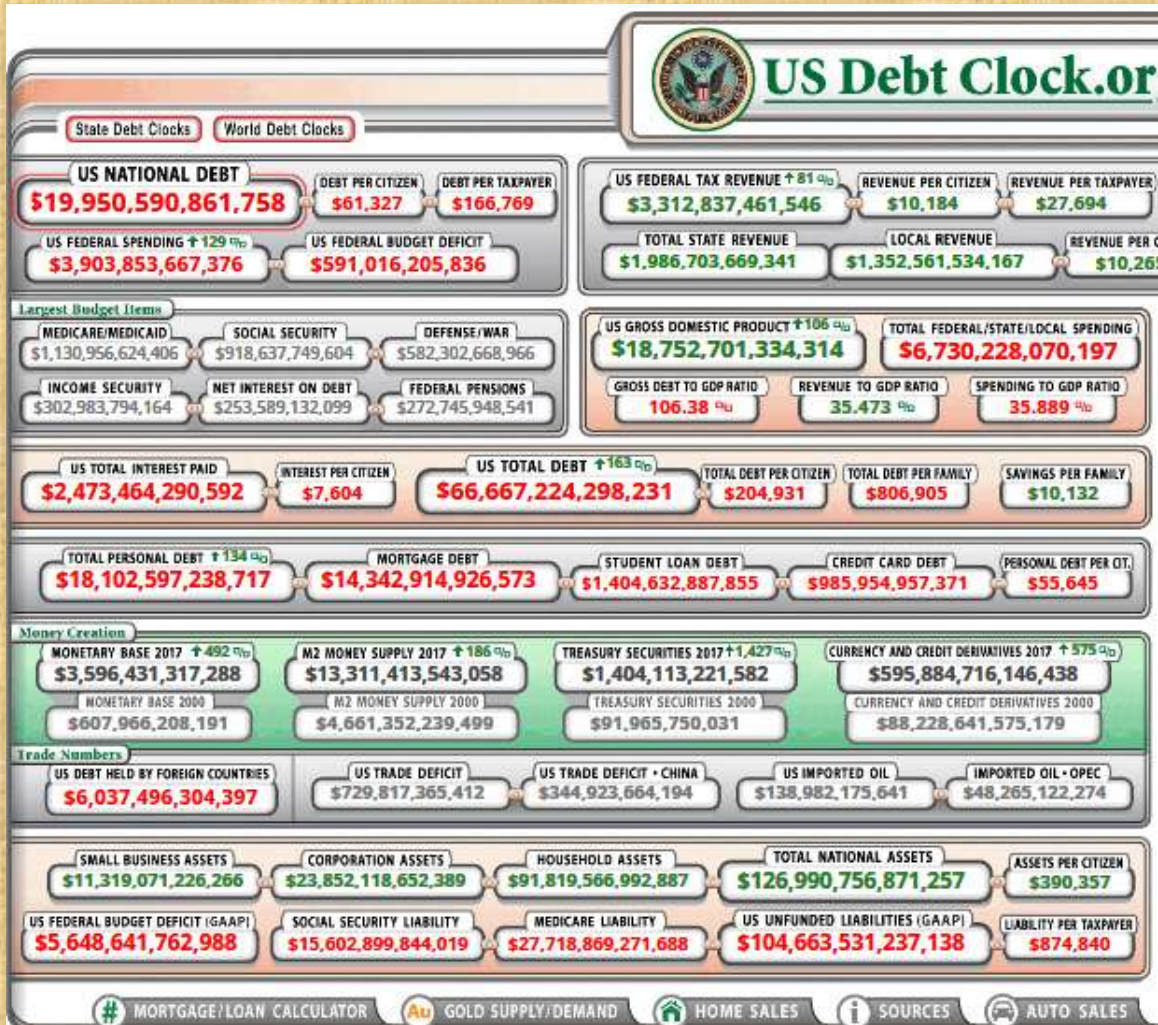 US Debt Clock.or
State Debt Clocks World Debt Clocks
US NATIONAL DEBT DEBT PER CITIZEN DEBT PER TAXPAYER
$19,950,590,861,758 $61,327 $166,769
US FEDERAL SPENDING ↑ 129 % US FEDERAL BUDGET DEFICIT
$3,903,853,667,376 $591,016,205,836
US FEDERAL TAX REVENUE ↑ 81 % REVENUE PER CITIZEN REVENUE PER TAXPAYER
$3,312,837,461,546 $10,184 $27,694
TOTAL STATE REVENUE LOCAL REVENUE REVENUE PER C
$1,986,703,669,341 $1,352,561,534,167 $10,265
Largest Budget Items
MEDICARE/MEDICAID SOCIAL SECURITY DEFENSE/WAR
$1,130,956,624,406 $918,637,749,604 $582,302,668,966
INCOME SECURITY NET INTEREST ON DEBT FEDERAL PENSIONS
$302,983,794,164 $253,589,132,099 $272,745,948,541
US GROSS DOMESTIC PRODUCT ↑ 106 % TOTAL FEDERAL/STATE/LOCAL SPENDING
$18,752,701,334,314 $6,730,228,070,197
GROSS DEBT TO GDP RATIO REVENUE TO GDP RATIO SPENDING TO GDP RATIO
106.38 % 35.473 % 35.889 %
US TOTAL INTEREST PAID INTEREST PER CITIZEN US TOTAL DEBT ↑ 163 % TOTAL DEBT PER CITIZEN TOTAL DEBT PER FAMILY SAVINGS PER FAMILY
$2,473,464,290,592 $7,604 $66,667,224,298,231 $204,931 $806,905 $10,132
TOTAL PERSONAL DEBT ↑ 134 % MORTGAGE DEBT STUDENT LOAN DEBT CREDIT CARD DEBT PERSONAL DEBT PER CIT.
$18,102,597,238,717 $14,342,914,926,573 $1,404,632,887,855 $985,954,957,371 $55,645
Money Creation
MONETARY BASE 2017 ↑ 492 % M2 MONEY SUPPLY 2017 ↑ 186 % TREASURY SECURITIES 2017 ↑ 1,427 % CURRENCY AND CREDIT DERIVATIVES 2017 ↑ 575 %
$3,596,431,317,288 $13,311,413,543,058 $1,404,113,221,582 $595,884,716,146,438
MONETARY BASE 2000 M2 MONEY SUPPLY 2000 TREASURY SECURITIES 2000 CURRENCY AND CREDIT DERIVATIVES 2000
$607,966,208,191 $4,661,352,239,499 $91,965,750,031 $88,228,641,575,179
Trade Numbers
US DEBT HELD BY FOREIGN COUNTRIES US TRADE DEFICIT US TRADE DEFICIT • CHINA US IMPORTED OIL IMPORTED OIL • OPEC
$6,037,496,304,397 $729,817,365,412 $344,923,664,194 $138,982,175,641 $48,265,122,274
SMALL BUSINESS ASSETS CORPORATION ASSETS HOUSEHOLD ASSETS TOTAL NATIONAL ASSETS ASSETS PER CITIZEN
$11,319,071,226,266 $23,852,118,652,389 $91,819,566,992,887 $126,990,756,871,257 $390,357
US FEDERAL BUDGET DEFICIT (GAAP) SOCIAL SECURITY LIABILITY MEDICARE LIABILITY US UNFUNDED LIABILITIES (GAAP) LIABILITY PER TAXPAYER
$5,648,641,762,988 $15,602,899,844,019 $27,718,869,271,688 $104,663,531,237,138 $874,840
# MORTGAGE/LOAN CALCULATOR Au GOLD SUPPLY/DEMAND HOME SALES i SOURCES AUTO SALES